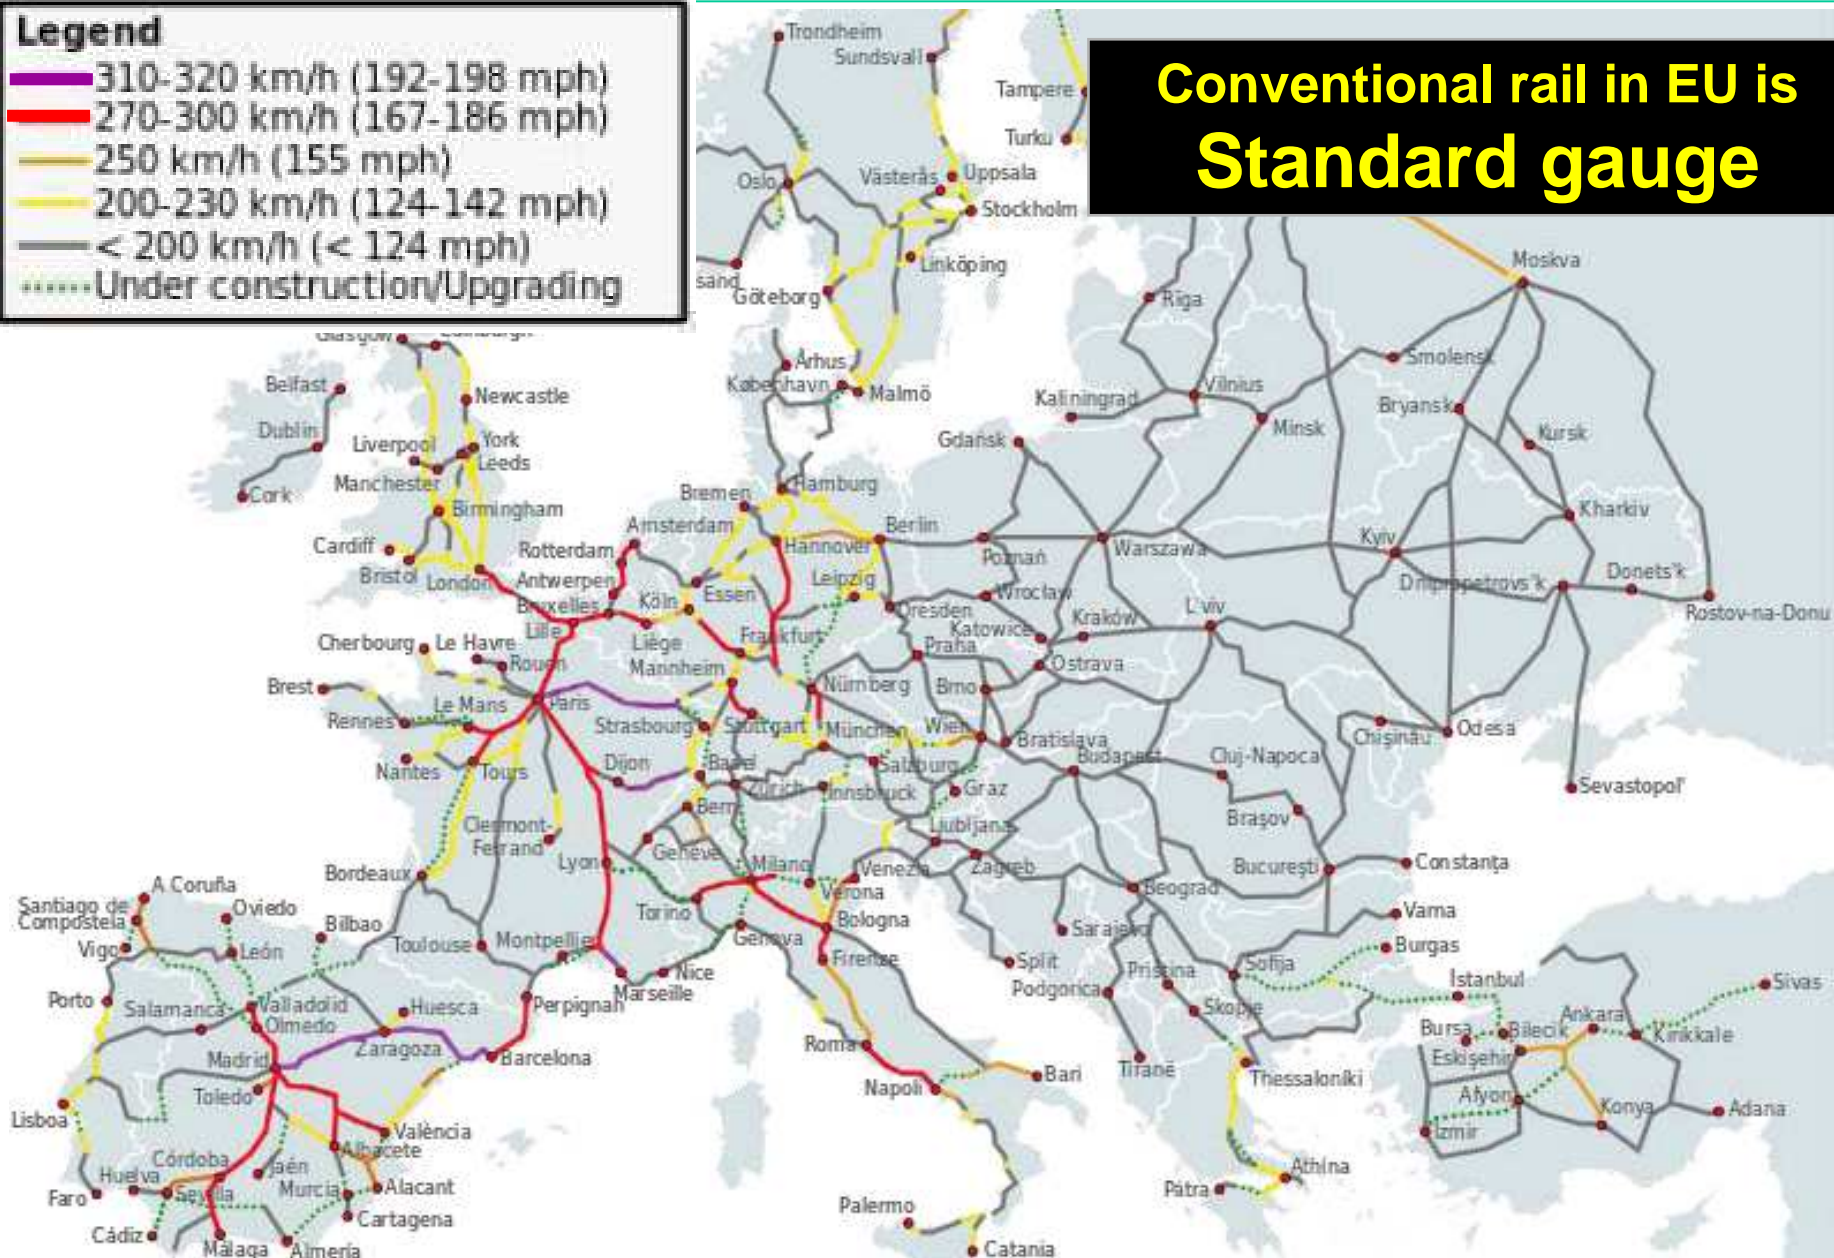 Legend
310-320 km/h (192-198 mph)
270-300 km/h (167-186 mph)
250 km/h (155 mph)
200-230 km/h (124-142 mph)
< 200 km/h (< 124 mph)
Under construction/Upgrading
Conventional rail in EU is
Standard gauge
Trondheim
Sundsvall
Tampere
Turku
Oslo
Västerås
Uppsala
Stockholm
Linköping
sand
Göteborg
Moskva
Rīga
Glasgow
Edinburgh
Belfast
Newcastle
Århus
København
Malmö
Smolensk
Vilnius
Kaliningrad
Minsk
Bryansk
Kursk
Dublin
Liverpool
York
Leeds
Gdańsk
Cork
Manchester
Birmingham
Bremen
Hamburg
Kharkiv
Cardiff
Bristol
London
Amsterdam
Rotterdam
Antwerpen
Bruxelles
Hannover
Berlin
Poznań
Warszawa
Kyiv
Leipzig
Essen
Köln
Dresden
Wrocław
Dnipropetrovs'k
Donets'k
Rostov-na-Donu
Lille
Liège
Frankfurt
Praha
Katowice
Kraków
L'viv
Cherbourg
Le Havre
Rouen
Mannheim
Ostrava
Brest
Paris
Nürnberg
Brno
Rennes
Le Mans
Strasbourg
Stuttgart
München
Wien
Bratislava
Chişinău
Odesa
Nantes
Tours
Dijon
Basel
Zürich
Innsbruck
Salzburg
Graz
Budapest
Cluj-Napoca
Sevastopol'
Bern
Clermont-
Ferrand
Lyon
Genève
Milano
Ljubljana
Zagreb
Braşov
Bordeaux
Venezia
Verona
Beograd
Bucureşti
Constanţa
A Coruña
Santiago de
Compostela
Oviedo
Bilbao
Torino
Bologna
Varna
Vigo
León
Toulouse
Montpellier
Genova
Firenze
Sarajevo
Burgas
Split
Nice
Marseille
Podgorica
Pristina
Sofija
Istanbul
Sivas
Porto
Salamanca
Valladolid
Olmedo
Huesca
Perpignan
Skopje
Bursa
Bilecik
Ankara
Kırıkkale
Madrid
Zaragoza
Barcelona
Roma
Tiranë
Thessaloníki
Eskişehir
Toledo
Napoli
Bari
Afyon
Konya
Adana
Lisboa
València
Albacete
İzmir
Córdoba
Jaén
Huelva
Sevilla
Murcia
Alacant
Athína
Pátra
Faro
Cartagena
Palermo
Cádiz
Málaga
Almería
Catania